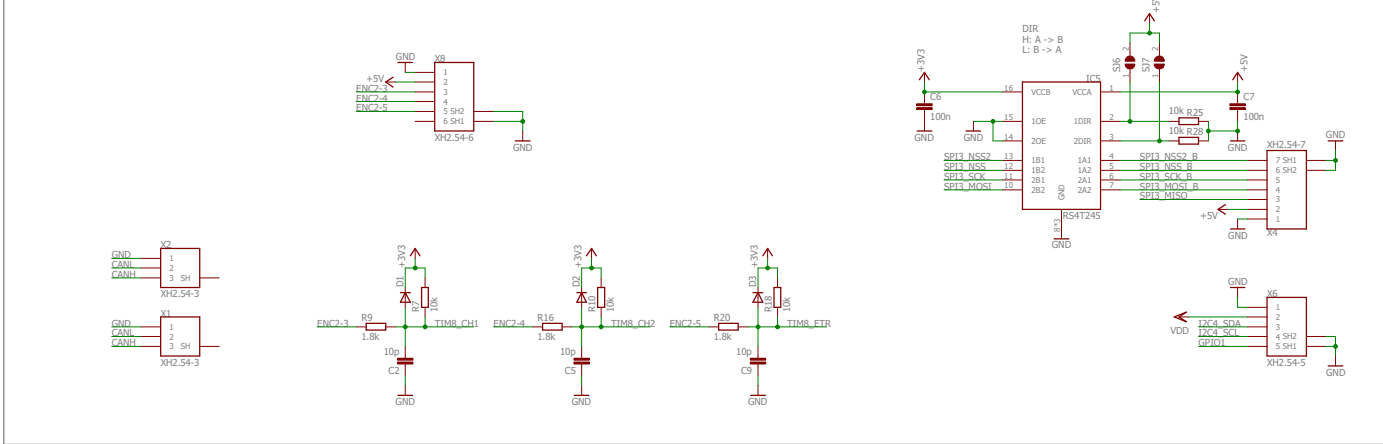 +5V
DIR
H: A -> B
L: B -> A
SJ6
2
1
SJ7
2
1
GND
X8
+5V
ENC2-3
ENC2-4
ENC2-5
1
2
3
4
5 SH2
6 SH1
XH2.54-6
GND
+3V3
C6
100n
GND
GND
IC5
16 VCCB
VCCA 1
15 1OE
1DIR 2
14 2OE
2DIR 3
13 1B1
1A1 4
12 1B2
1A2 5
11 2B1
2A1 6
10 2B2
2A2 7
GND
8*3
RS4T245
GND
SPI3_NSS2
SPI3_NSS
SPI3_SCK
SPI3_MOSI
10k R25
10k R28
+5V
C7
100n
GND
SPI3_NSS2_B
SPI3_NSS_B
SPI3_SCK_B
SPI3_MOSI_B
SPI3_MISO
+5V
GND
XH2.54-7
7 SH1
6 SH2
5
4
3
2
1
X4
GND
X2
GND
CANL
CANH
1
2
3 SH
XH2.54-3
X1
GND
CANL
CANH
1
2
3 SH
XH2.54-3
+3V3
D1
R7
10k
ENC2-3
R9
1.8k
TIM8_CH1
10p
C2
GND
+3V3
D2
R10
10k
ENC2-4
R16
1.8k
TIM8_CH2
10p
C5
GND
+3V3
D3
R18
10k
ENC2-5
R20
1.8k
TIM8_ETR
10p
C9
GND
GND
X6
VDD
I2C4_SDA
I2C4_SCL
GPIO1
1
2
3
4 SH2
5 SH1
XH2.54-5
GND